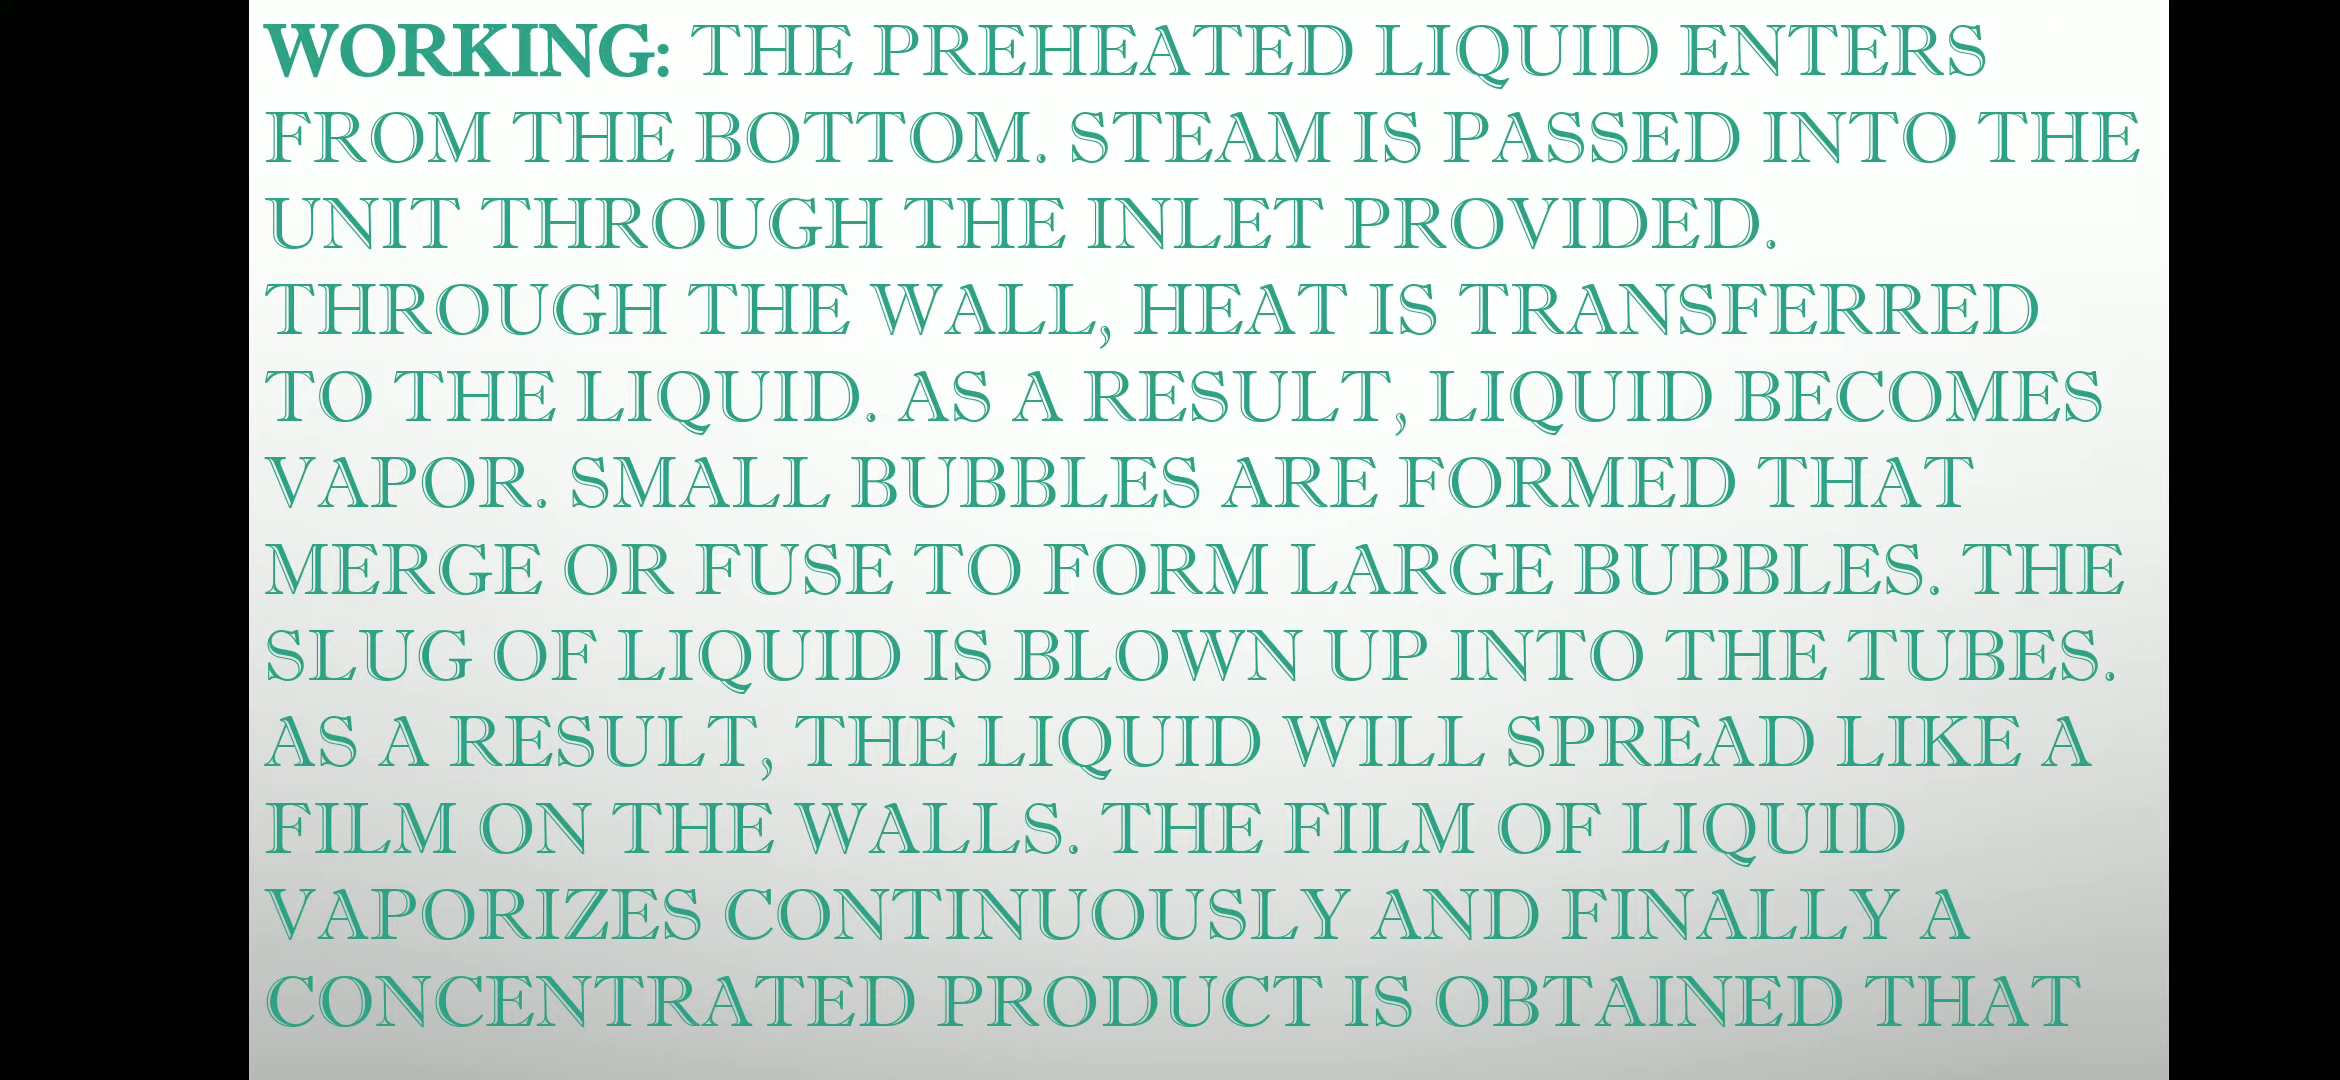 WORKING: THE PREHEATED LIQUID ENTERS
FROM THE BOTTOM. STEAM IS PASSED INTO THE
UNIT THROUGH THE INLET PROVIDED.
THROUGH THE WALL, HEAT IS TRANSFERRED
TO THE LIQUID. AS A RESULT, LIQUID BECOMES
VAPOR. SMALL BUBBLES ARE FORMED THAT
MERGE OR FUSE TO FORM LARGE BUBBLES. THE
SLUG OF LIQUID IS BLOWN UP INTO THE TUBES.
AS A RESULT, THE LIQUID WILL SPREAD LIKE A
FILM ON THE WALLS. THE FILM OF LIQUID
VAPORIZES CONTINUOUSLY AND FINALLY A
CONCENTRATED PRODUCT IS OBTAINED THAT